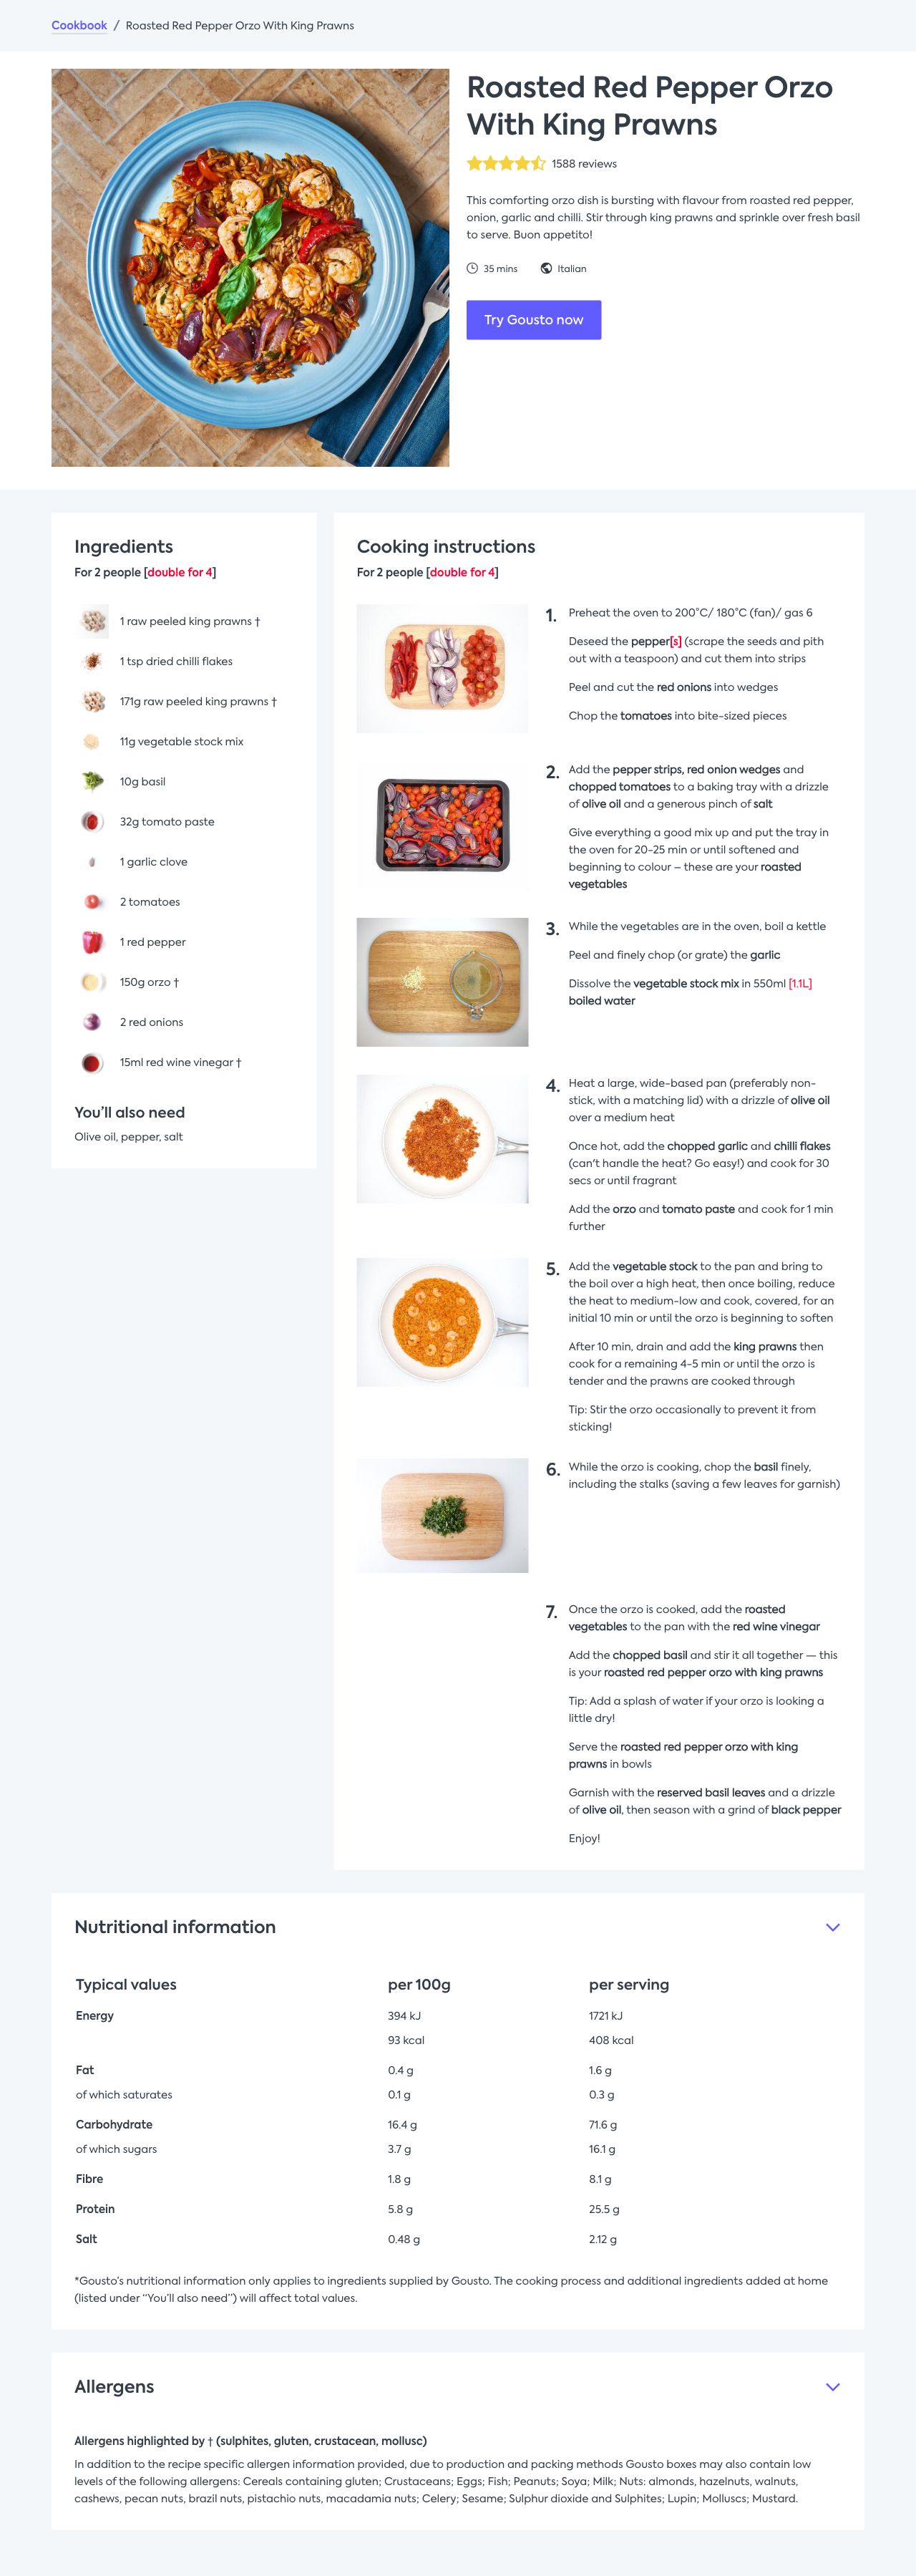 Cookbook / Roasted Red Pepper Orzo With King Prawns
Roasted Red Pepper Orzo
With King Prawns
1588 reviews
This comforting orzo dish is bursting with flavour from roasted red pepper,
onion, garlic and chilli. Stir through king prawns and sprinkle over fresh basil
to serve. Buon appetito!
35 mins Italian
Try Gousto now
Ingredients
For 2 people [double for 4]
1 raw peeled king prawns †
1 tsp dried chilli flakes
171g raw peeled king prawns †
11g vegetable stock mix
10g basil
32g tomato paste
1 garlic clove
2 tomatoes
1 red pepper
150g orzo †
2 red onions
15ml red wine vinegar †
You'll also need
Olive oil, pepper, salt
Cooking instructions
For 2 people [double for 4]
1. Preheat the oven to 200°C/ 180°C (fan)/ gas 6
Deseed the pepper[s] (scrape the seeds and pith
out with a teaspoon) and cut them into strips
Peel and cut the red onions into wedges
Chop the tomatoes into bite-sized pieces
2. Add the pepper strips, red onion wedges and
chopped tomatoes to a baking tray with a drizzle
of olive oil and a generous pinch of salt
Give everything a good mix up and put the tray in
the oven for 20-25 min or until softened and
beginning to colour – these are your roasted
vegetables
3. While the vegetables are in the oven, boil a kettle
Peel and finely chop (or grate) the garlic
Dissolve the vegetable stock mix in 550ml [1.1L]
boiled water
4. Heat a large, wide-based pan (preferably non-
stick, with a matching lid) with a drizzle of olive oil
over a medium heat
Once hot, add the chopped garlic and chilli flakes
(can't handle the heat? Go easy!) and cook for 30
secs or until fragrant
Add the orzo and tomato paste and cook for 1 min
further
5. Add the vegetable stock to the pan and bring to
the boil over a high heat, then once boiling, reduce
the heat to medium-low and cook, covered, for an
initial 10 min or until the orzo is beginning to soften
After 10 min, drain and add the king prawns then
cook for a remaining 4-5 min or until the orzo is
tender and the prawns are cooked through
Tip: Stir the orzo occasionally to prevent it from
sticking!
6. While the orzo is cooking, chop the basil finely,
including the stalks (saving a few leaves for garnish)
7. Once the orzo is cooked, add the roasted
vegetables to the pan with the red wine vinegar
Add the chopped basil and stir it all together — this
is your roasted red pepper orzo with king prawns
Tip: Add a splash of water if your orzo is looking a
little dry!
Serve the roasted red pepper orzo with king
prawns in bowls
Garnish with the reserved basil leaves and a drizzle
of olive oil, then season with a grind of black pepper
Enjoy!
Nutritional information
Typical values per 100g per serving
Energy 394 kJ 1721 kJ
93 kcal 408 kcal
Fat 0.4 g 1.6 g
of which saturates 0.1 g 0.3 g
Carbohydrate 16.4 g 71.6 g
of which sugars 3.7 g 16.1 g
Fibre 1.8 g 8.1 g
Protein 5.8 g 25.5 g
Salt 0.48 g 2.12 g
*Gousto's nutritional information only applies to ingredients supplied by Gousto. The cooking process and additional ingredients added at home
(listed under “You'll also need”) will affect total values.
Allergens
Allergens highlighted by † (sulphites, gluten, crustacean, mollusc)
In addition to the recipe specific allergen information provided, due to production and packing methods Gousto boxes may also contain low
levels of the following allergens: Cereals containing gluten; Crustaceans; Eggs; Fish; Peanuts; Soya; Milk; Nuts: almonds, hazelnuts, walnuts,
cashews, pecan nuts, brazil nuts, pistachio nuts, macadamia nuts; Celery; Sesame; Sulphur dioxide and Sulphites; Lupin; Molluscs; Mustard.